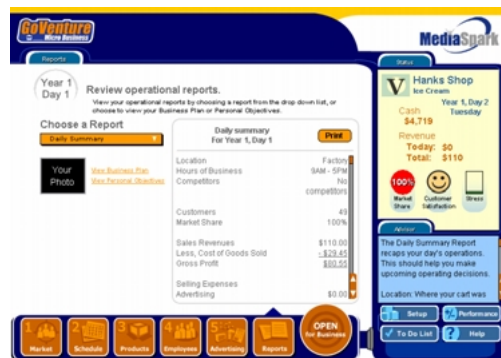 GoVenture
Micro Business
MediaSpark
Reports
Status
Year 1
Day 1
Review operational reports.
View your operational reports by choosing a report from the drop down list, or
choose to view your Business Plan or Personal Objectives.
Choose a Report
Daily Summary
Your
Photo
View Business Plan
View Personal Objectives
Daily summary
For Year 1, Day 1
Print
Location Factory
Hours of Business 9AM - 5PM
Competitors No
competitors
Customers 49
Market Share 100%
Sales Revenues $110.00
Less, Cost of Goods Sold - $29.45
Gross Profit $80.55
Selling Expenses
Advertising $0.00
V
Hanks Shop
Ice Cream
Year 1, Day 2
Cash Tuesday
$4,719
Revenue
Today: $0
Total: $110
100%
Market
Share
Customer
Satisfaction
Stress
Advisor
The Daily Summary Report
recaps your day's operations.
This should help you make
upcoming operating decisions.
Location: Where your cart was
1 Market
2 Schedule
3 Products
4 Employees
5 Advertising
Reports
OPEN
for Business
Setup
Performance
To Do List
? Help